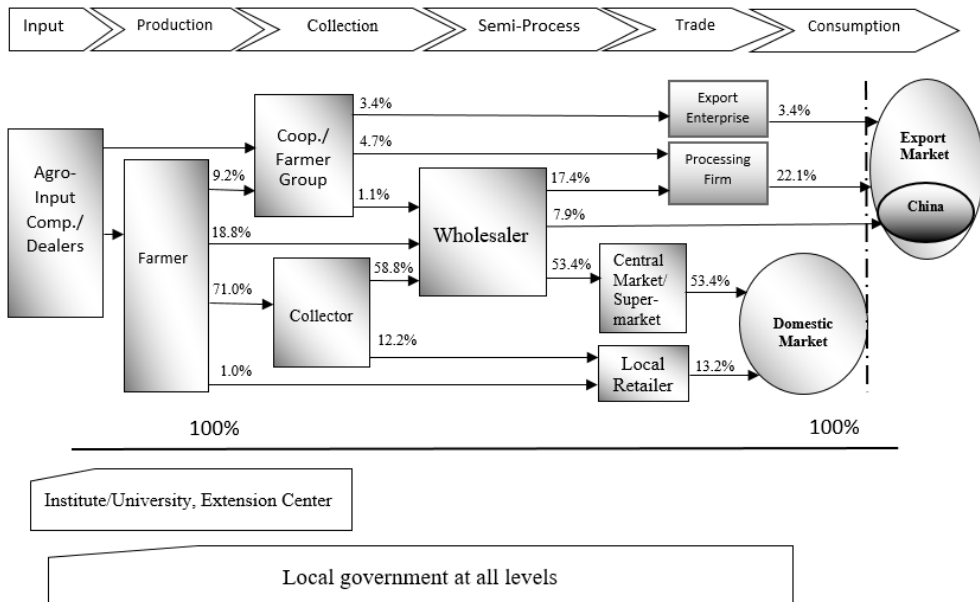 Input
Production
Collection
Semi-Process
Trade
Consumption
Agro-
Input
Comp./
Dealers
Farmer
9.2%
18.8%
71.0%
1.0%
Coop./
Farmer
Group
3.4%
4.7%
1.1%
Collector
58.8%
12.2%
Wholesaler
17.4%
7.9%
53.4%
Export
Enterprise
3.4%
Processing
Firm
22.1%
Central
Market/
Super-
market
53.4%
Local
Retailer
13.2%
Export
Market
China
Domestic
Market
100%
100%
Institute/University, Extension Center
Local government at all levels